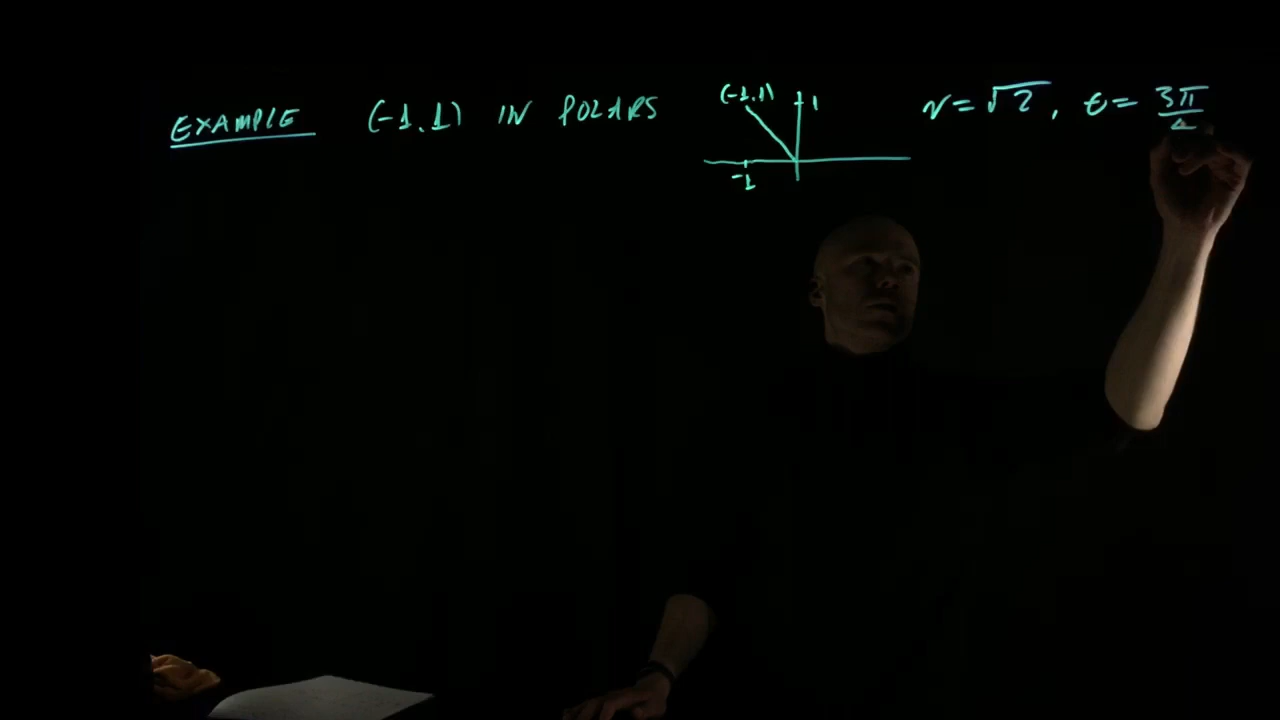 EXAMPLE (-1,1) IN POLARS (-1,1) 1 r=√2, θ= 3π/4
-1